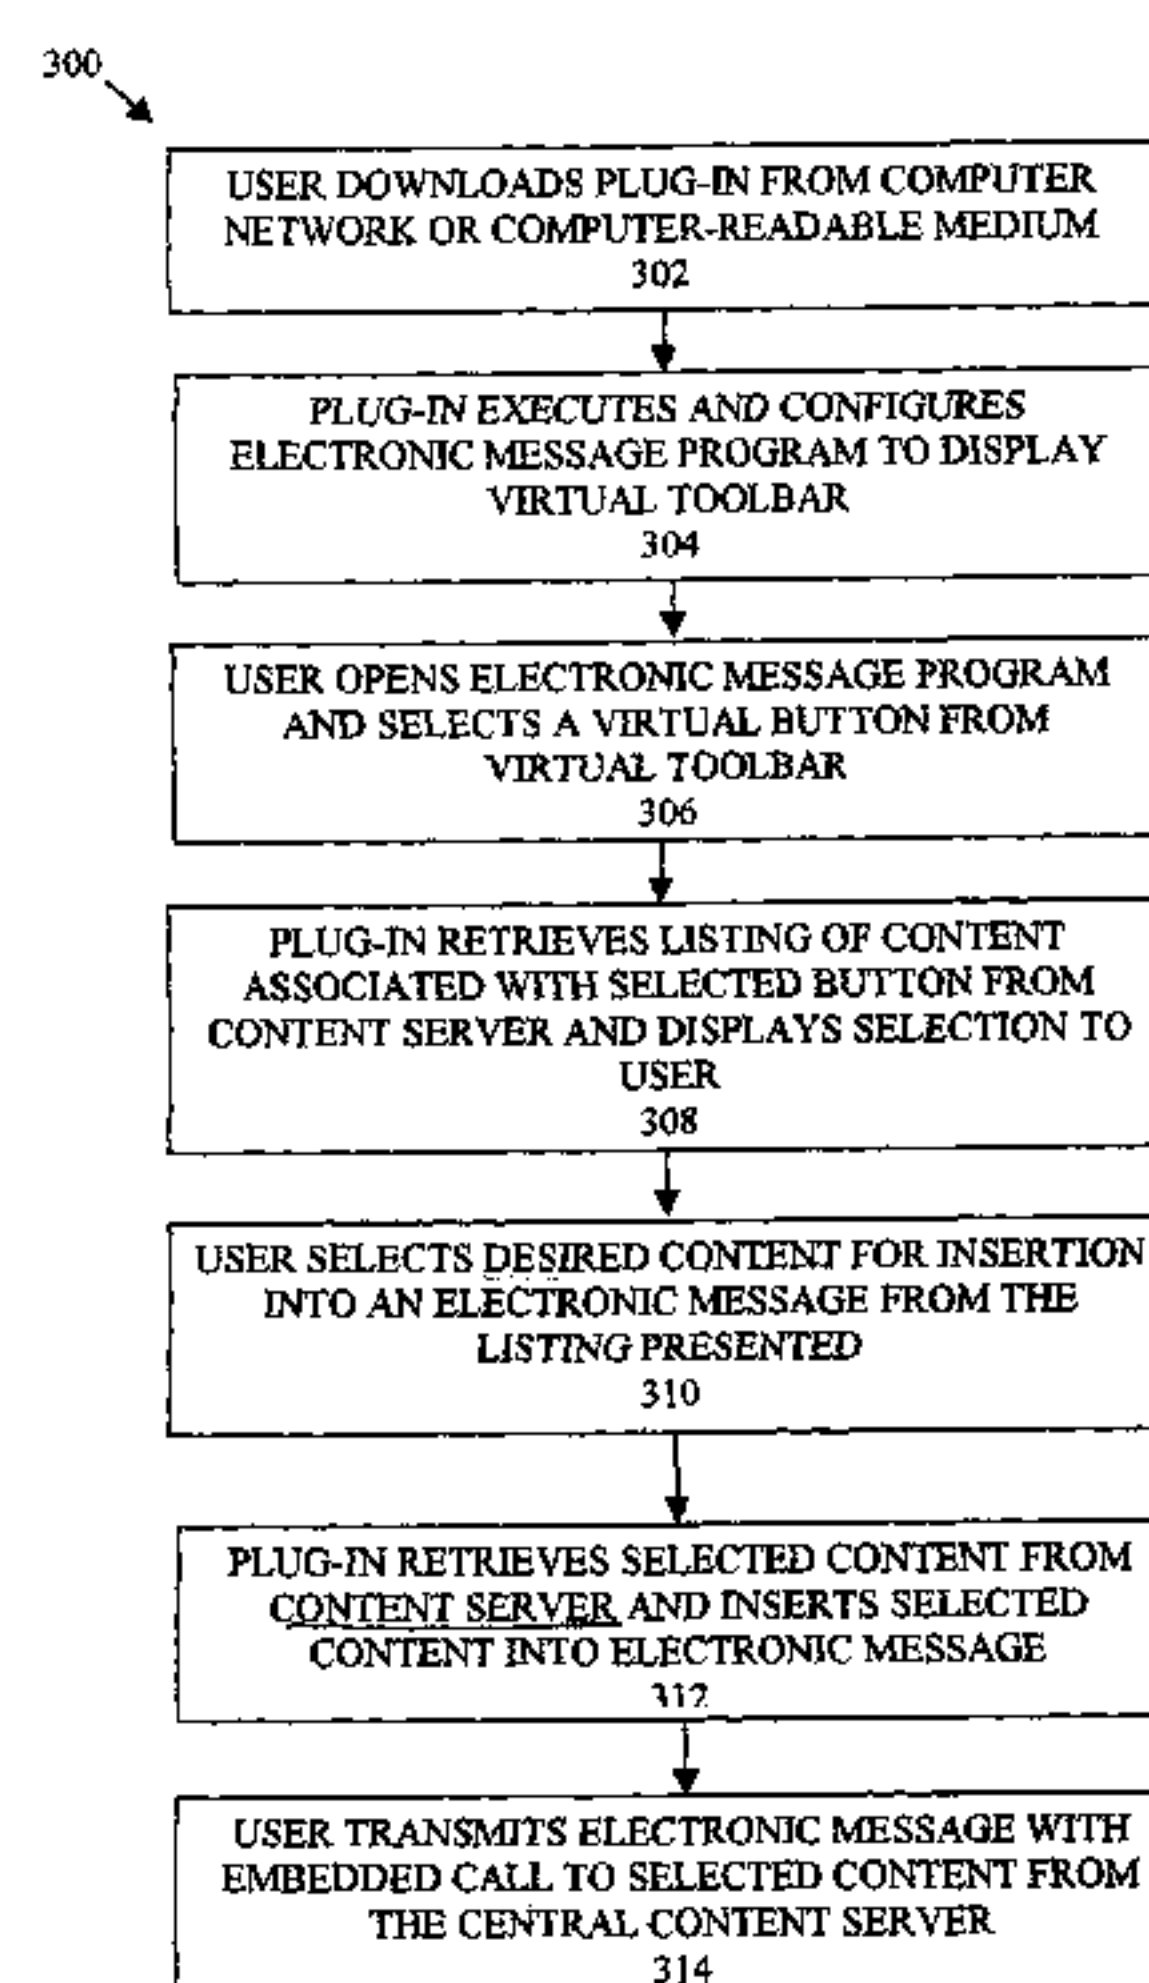 300
USER DOWNLOADS PLUG-IN FROM COMPUTER
NETWORK OR COMPUTER-READABLE MEDIUM
302
PLUG-IN EXECUTES AND CONFIGURES
ELECTRONIC MESSAGE PROGRAM TO DISPLAY
VIRTUAL TOOLBAR
304
USER OPENS ELECTRONIC MESSAGE PROGRAM
AND SELECTS A VIRTUAL BUTTON FROM
VIRTUAL TOOLBAR
306
PLUG-IN RETRIEVES LISTING OF CONTENT
ASSOCIATED WITH SELECTED BUTTON FROM
CONTENT SERVER AND DISPLAYS SELECTION TO
USER
308
USER SELECTS DESIRED CONTENT FOR INSERTION
INTO AN ELECTRONIC MESSAGE FROM THE
LISTING PRESENTED
310
PLUG-IN RETRIEVES SELECTED CONTENT FROM
CONTENT SERVER AND INSERTS SELECTED
CONTENT INTO ELECTRONIC MESSAGE
312
USER TRANSMITS ELECTRONIC MESSAGE WITH
EMBEDDED CALL TO SELECTED CONTENT FROM
THE CENTRAL CONTENT SERVER
314